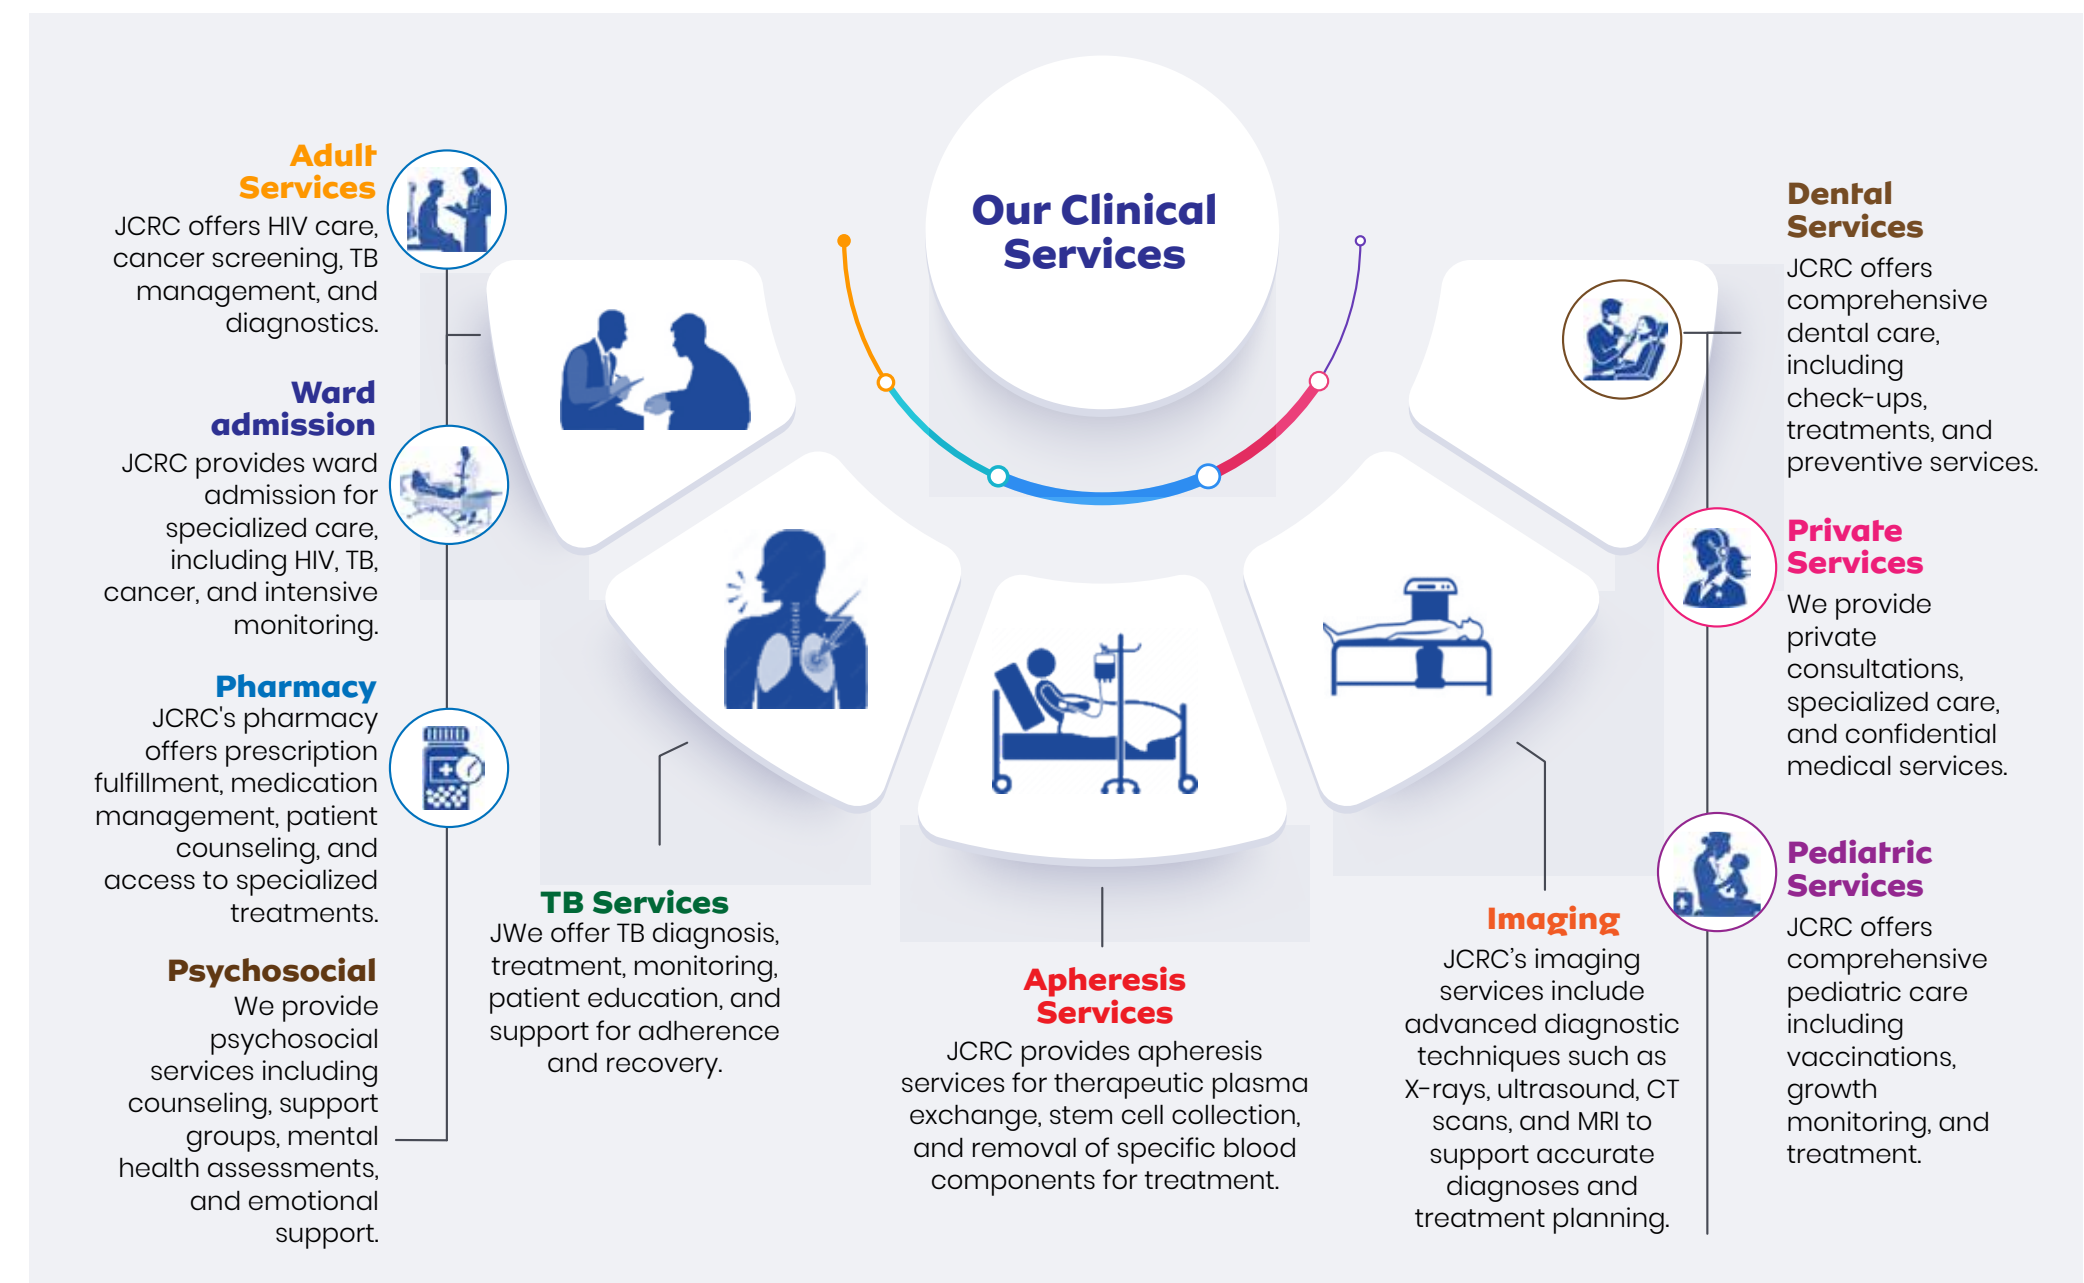 Our Clinical
Services
Adult
Services
JCRC offers HIV care,
cancer screening, TB
management, and
diagnostics.
Ward
admission
JCRC provides ward
admission for
specialized care,
including HIV, TB,
cancer, and intensive
monitoring.
Pharmacy
JCRC's pharmacy
offers prescription
fulfillment, medication
management, patient
counseling, and
access to specialized
treatments.
Psychosocial
We provide
psychosocial
services including
counseling, support
groups, mental
health assessments,
and emotional
support.
TB Services
JWe offer TB diagnosis,
treatment, monitoring,
patient education, and
support for adherence
and recovery.
Apheresis
Services
JCRC provides apheresis
services for therapeutic plasma
exchange, stem cell collection,
and removal of specific blood
components for treatment.
Imaging
JCRC’s imaging
services include
advanced diagnostic
techniques such as
X-rays, ultrasound, CT
scans, and MRI to
support accurate
diagnoses and
treatment planning.
Dental
Services
JCRC offers
comprehensive
dental care,
including
check-ups,
treatments, and
preventive services.
Private
Services
We provide
private
consultations,
specialized care,
and confidential
medical services.
Pediatric
Services
JCRC offers
comprehensive
pediatric care
including
vaccinations,
growth
monitoring, and
treatment.